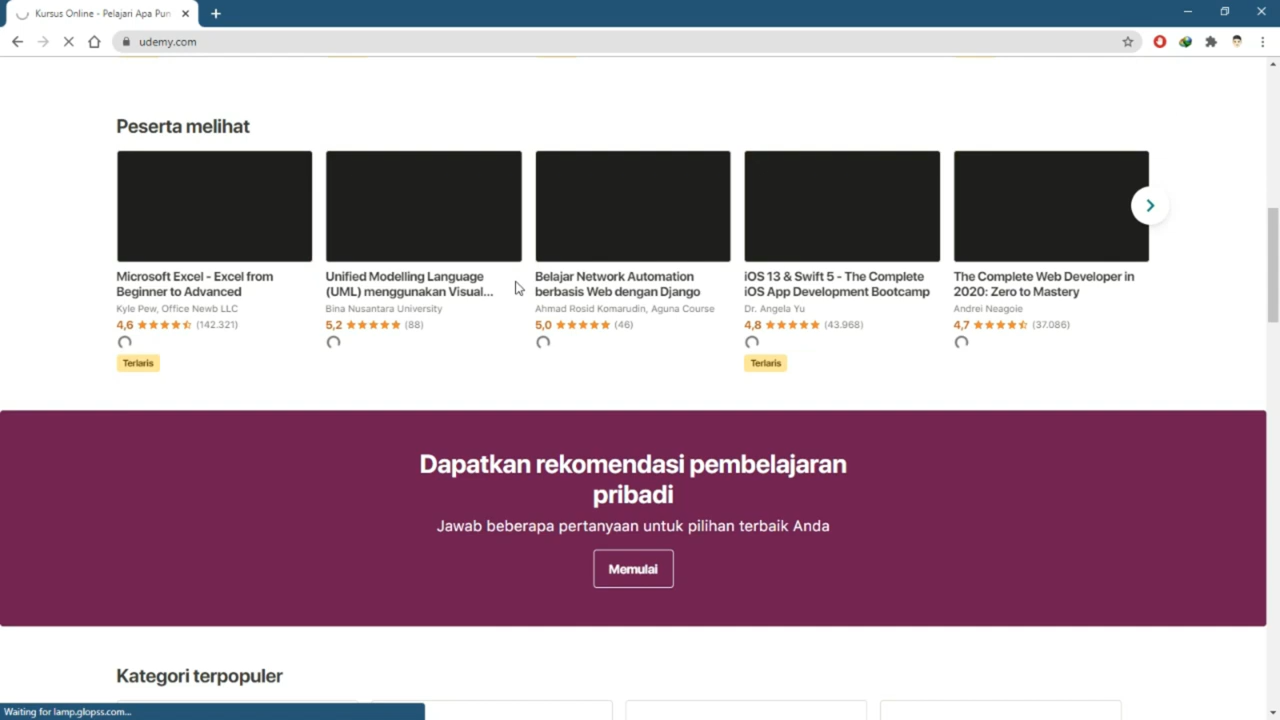 Kursus Online - Pelajari Apa Pun
udemy.com
Peserta melihat
Microsoft Excel - Excel from
Beginner to Advanced
Kyle Pew, Office Newb LLC
4,6 (142.321)
Terlaris
Unified Modelling Language
(UML) menggunakan Visual...
Bina Nusantara University
5,2 (88)
Belajar Network Automation
berbasis Web dengan Django
Ahmad Rosid Komarudin, Aguna Course
5,0 (46)
iOS 13 & Swift 5 - The Complete
iOS App Development Bootcamp
Dr. Angela Yu
4,8 (43.968)
Terlaris
The Complete Web Developer in
2020: Zero to Mastery
Andrei Neagoie
4,7 (37.086)
Dapatkan rekomendasi pembelajaran
pribadi
Jawab beberapa pertanyaan untuk pilihan terbaik Anda
Memulai
Kategori terpopuler
Waiting for lamp.glopss.com...